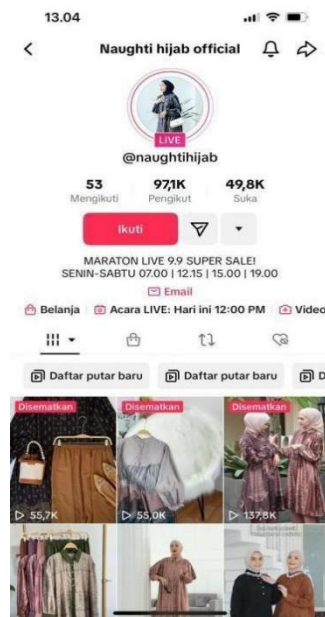 13.04
Naughti hijab official
LIVE
@naughtihijab
53 97,1K 49,8K
Mengikuti Pengikut Suka
Ikuti
MARATON LIVE 9.9 SUPER SALE!
SENIN-SABTU 07.00 | 12.15 | 15.00 | 19.00
Email
Belanja Acara LIVE: Hari ini 12:00 PM Video
Daftar putar baru Daftar putar baru D
Disematkan Disematkan Disematkan
55,7K 55,0K 137,8K